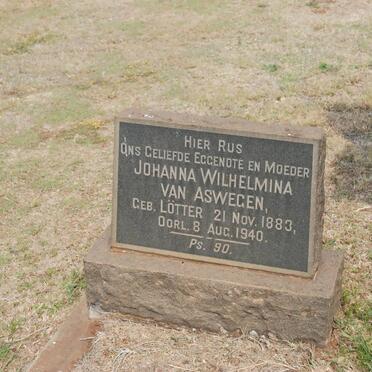 HIER RUS
ONS GELIEFDE EGGENOTE EN MOEDER
JOHANNA WILHELMINA
VAN ASWEGEN,
GEB. LÖTTER 21 NOV. 1883,
OORL. 8 AUG. 1940.
PS. 90.